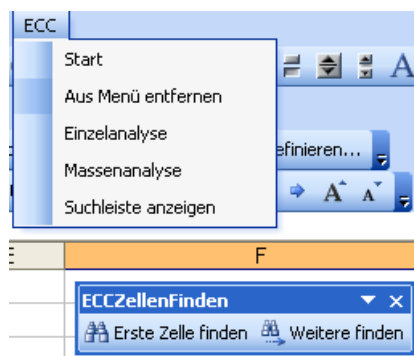 ECC
Start
A
Aus Menü entfernen
Einzelanalyse
efinieren...
Massenanalyse
A A
Suchleiste anzeigen
F
ECCZellenFinden
Erste Zelle finden Weitere finden